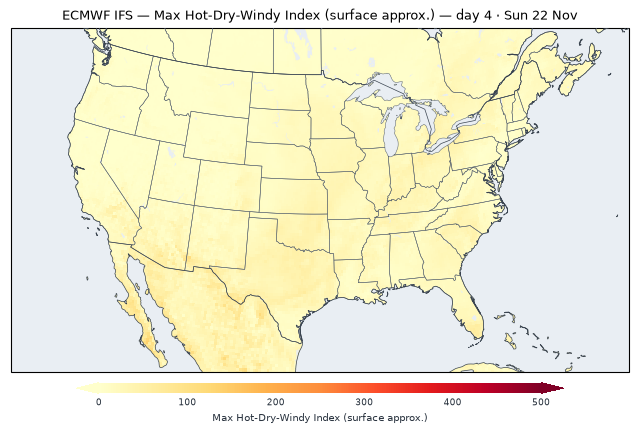 ECMWF IFS — Max Hot-Dry-Windy Index (surface approx.) — day 4 · Sun 22 Nov
0 100 200 300 400 500
Max Hot-Dry-Windy Index (surface approx.)